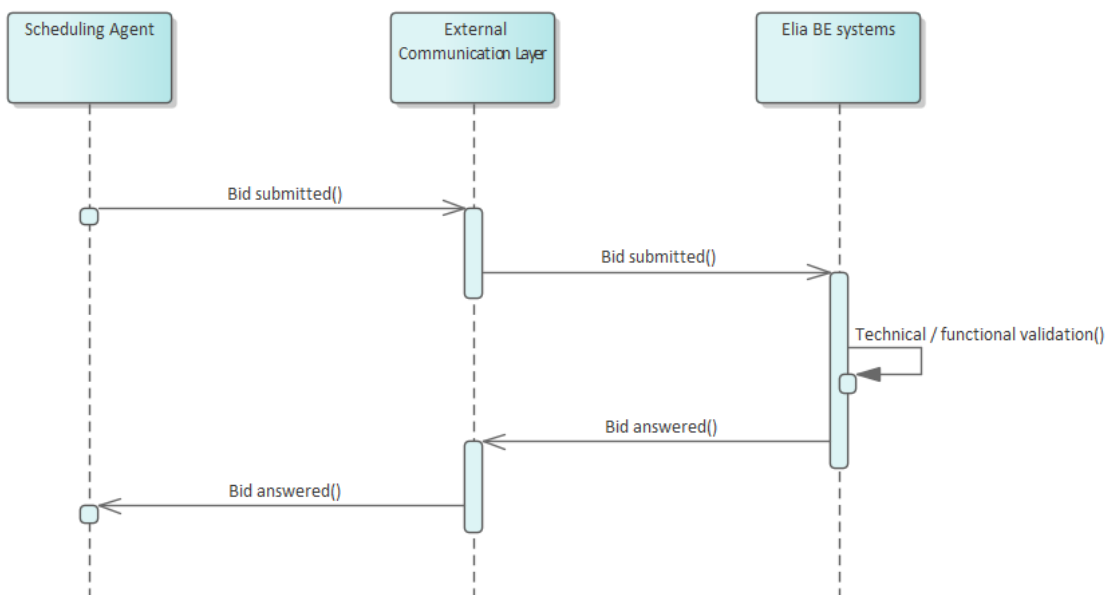 Scheduling Agent
External
Communication Layer
Elia BE systems
Bid submitted()
Bid submitted()
Technical / functional validation()
Bid answered()
Bid answered()